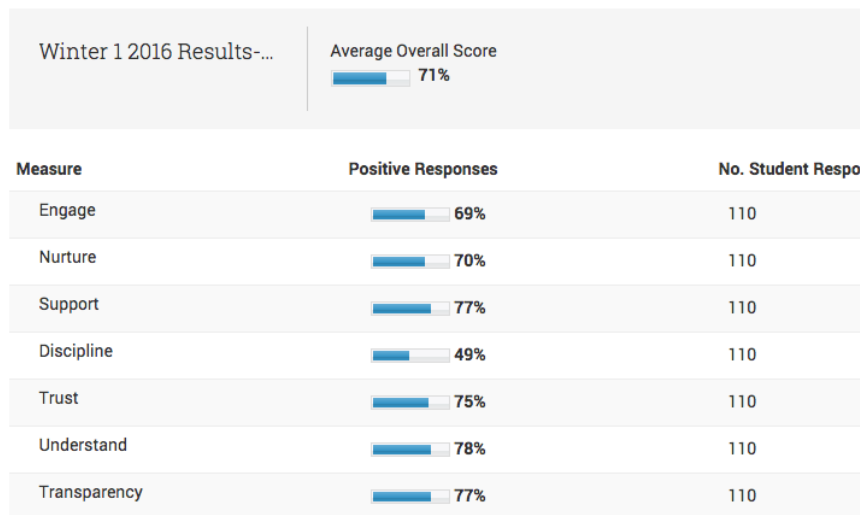 Winter 1 2016 Results-...
Average Overall Score
71%
Measure Positive Responses No. Student Respo
Engage 69% 110
Nurture 70% 110
Support 77% 110
Discipline 49% 110
Trust 75% 110
Understand 78% 110
Transparency 77% 110